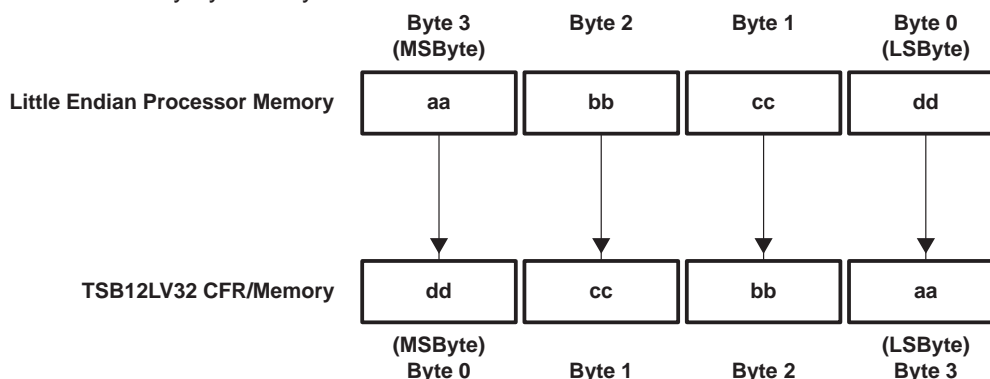 Byte 3 Byte 2 Byte 1 Byte 0
(MSByte) (LSByte)
Little Endian Processor Memory aa bb cc dd
TSB12LV32 CFR/Memory dd cc bb aa
(MSByte) (LSByte)
Byte 0 Byte 1 Byte 2 Byte 3